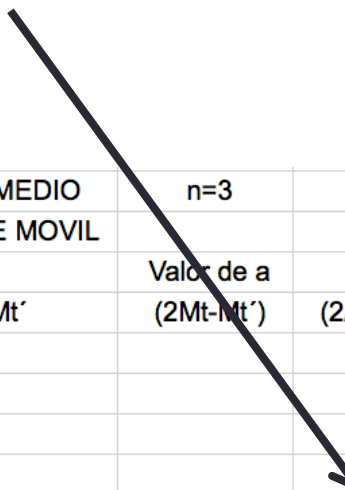 MEDIO n=3
E MOVIL
Valor de a
Mt´ (2Mt-Mt´) (2